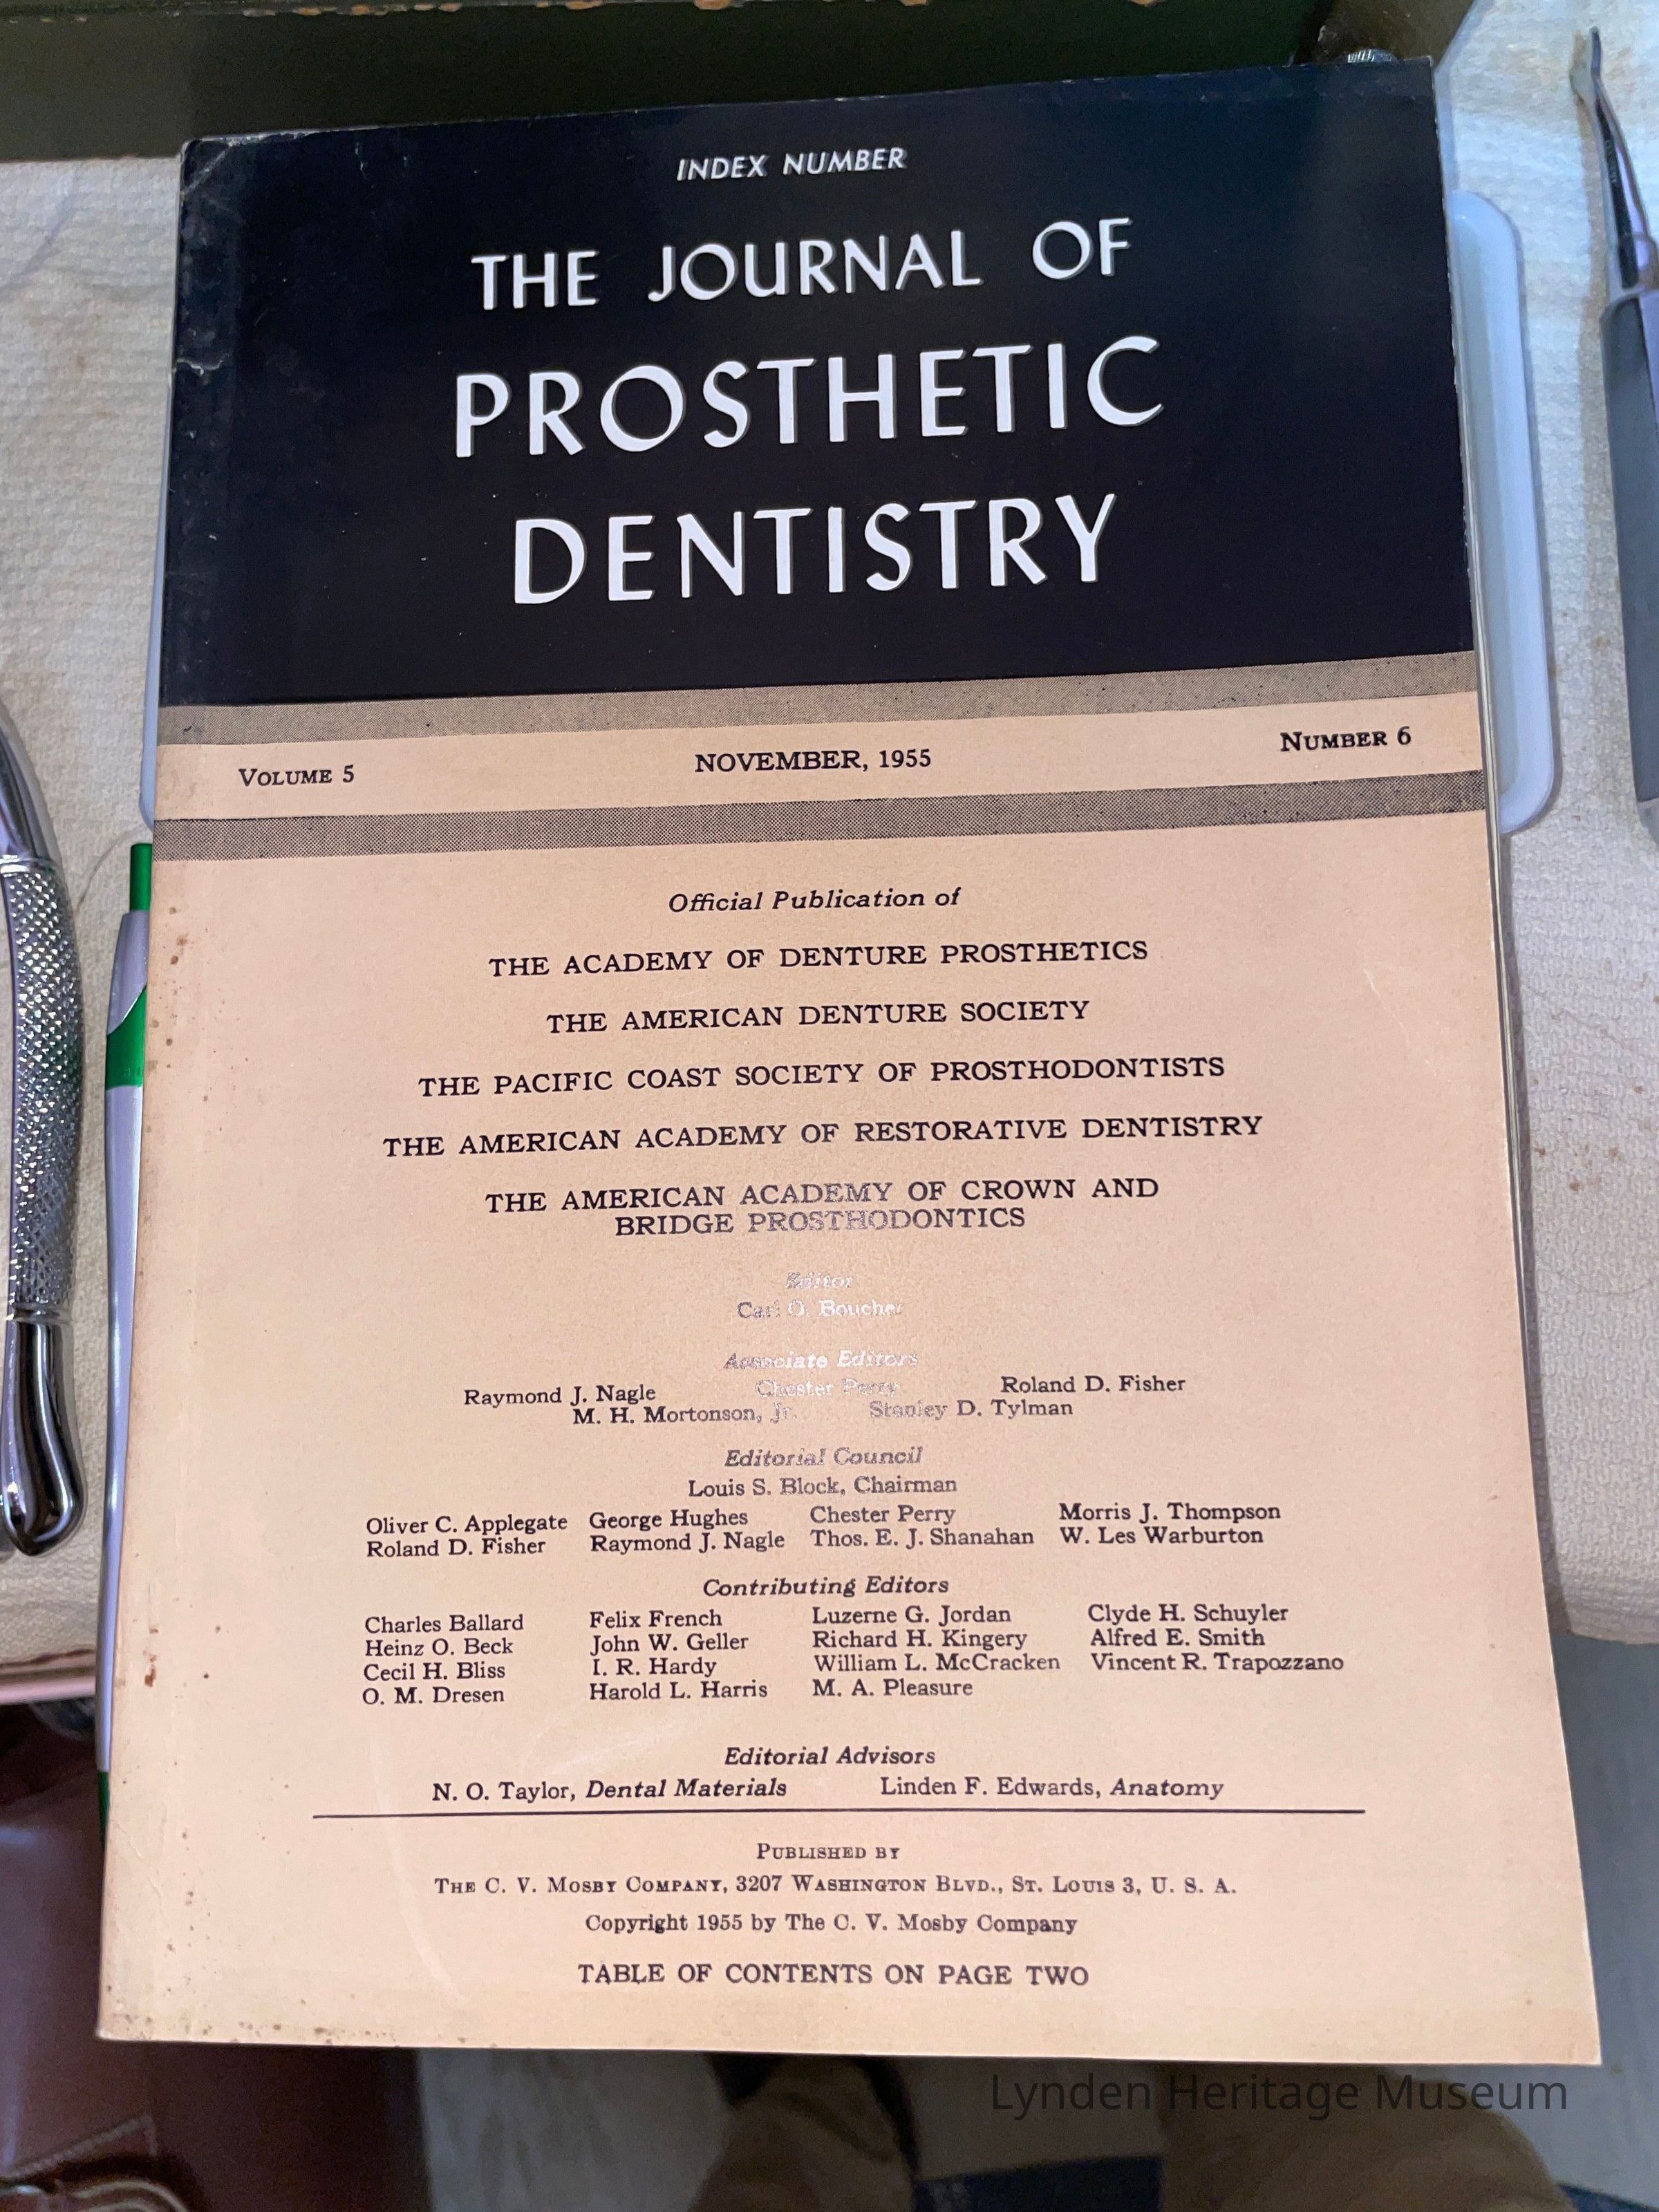 INDEX NUMBER
THE JOURNAL OF
PROSTHETIC
DENTISTRY
VOLUME 5 NOVEMBER, 1955 NUMBER 6
Official Publication of
THE ACADEMY OF DENTURE PROSTHETICS
THE AMERICAN DENTURE SOCIETY
THE PACIFIC COAST SOCIETY OF PROSTHODONTISTS
THE AMERICAN ACADEMY OF RESTORATIVE DENTISTRY
THE AMERICAN ACADEMY OF CROWN AND
BRIDGE PROSTHODONTICS
Editor
Carl O. Boucher
Associate Editors
Raymond J. Nagle Chester Perry Roland D. Fisher
M. H. Mortonson, Jr. Stanley D. Tylman
Editorial Council
Louis S. Block, Chairman
Oliver C. Applegate George Hughes Chester Perry Morris J. Thompson
Roland D. Fisher Raymond J. Nagle Thos. E. J. Shanahan W. Les Warburton
Contributing Editors
Charles Ballard Felix French Luzerne G. Jordan Clyde H. Schuyler
Heinz O. Beck John W. Geller Richard H. Kingery Alfred E. Smith
Cecil H. Bliss I. R. Hardy William L. McCracken Vincent R. Trapozzano
O. M. Dresen Harold L. Harris M. A. Pleasure
Editorial Advisors
N. O. Taylor, Dental Materials Linden F. Edwards, Anatomy
PUBLISHED BY
THE C. V. MOSBY COMPANY, 3207 WASHINGTON BLVD., ST. LOUIS 3, U. S. A.
Copyright 1955 by The C. V. Mosby Company
TABLE OF CONTENTS ON PAGE TWO
Lynden Heritage Museum